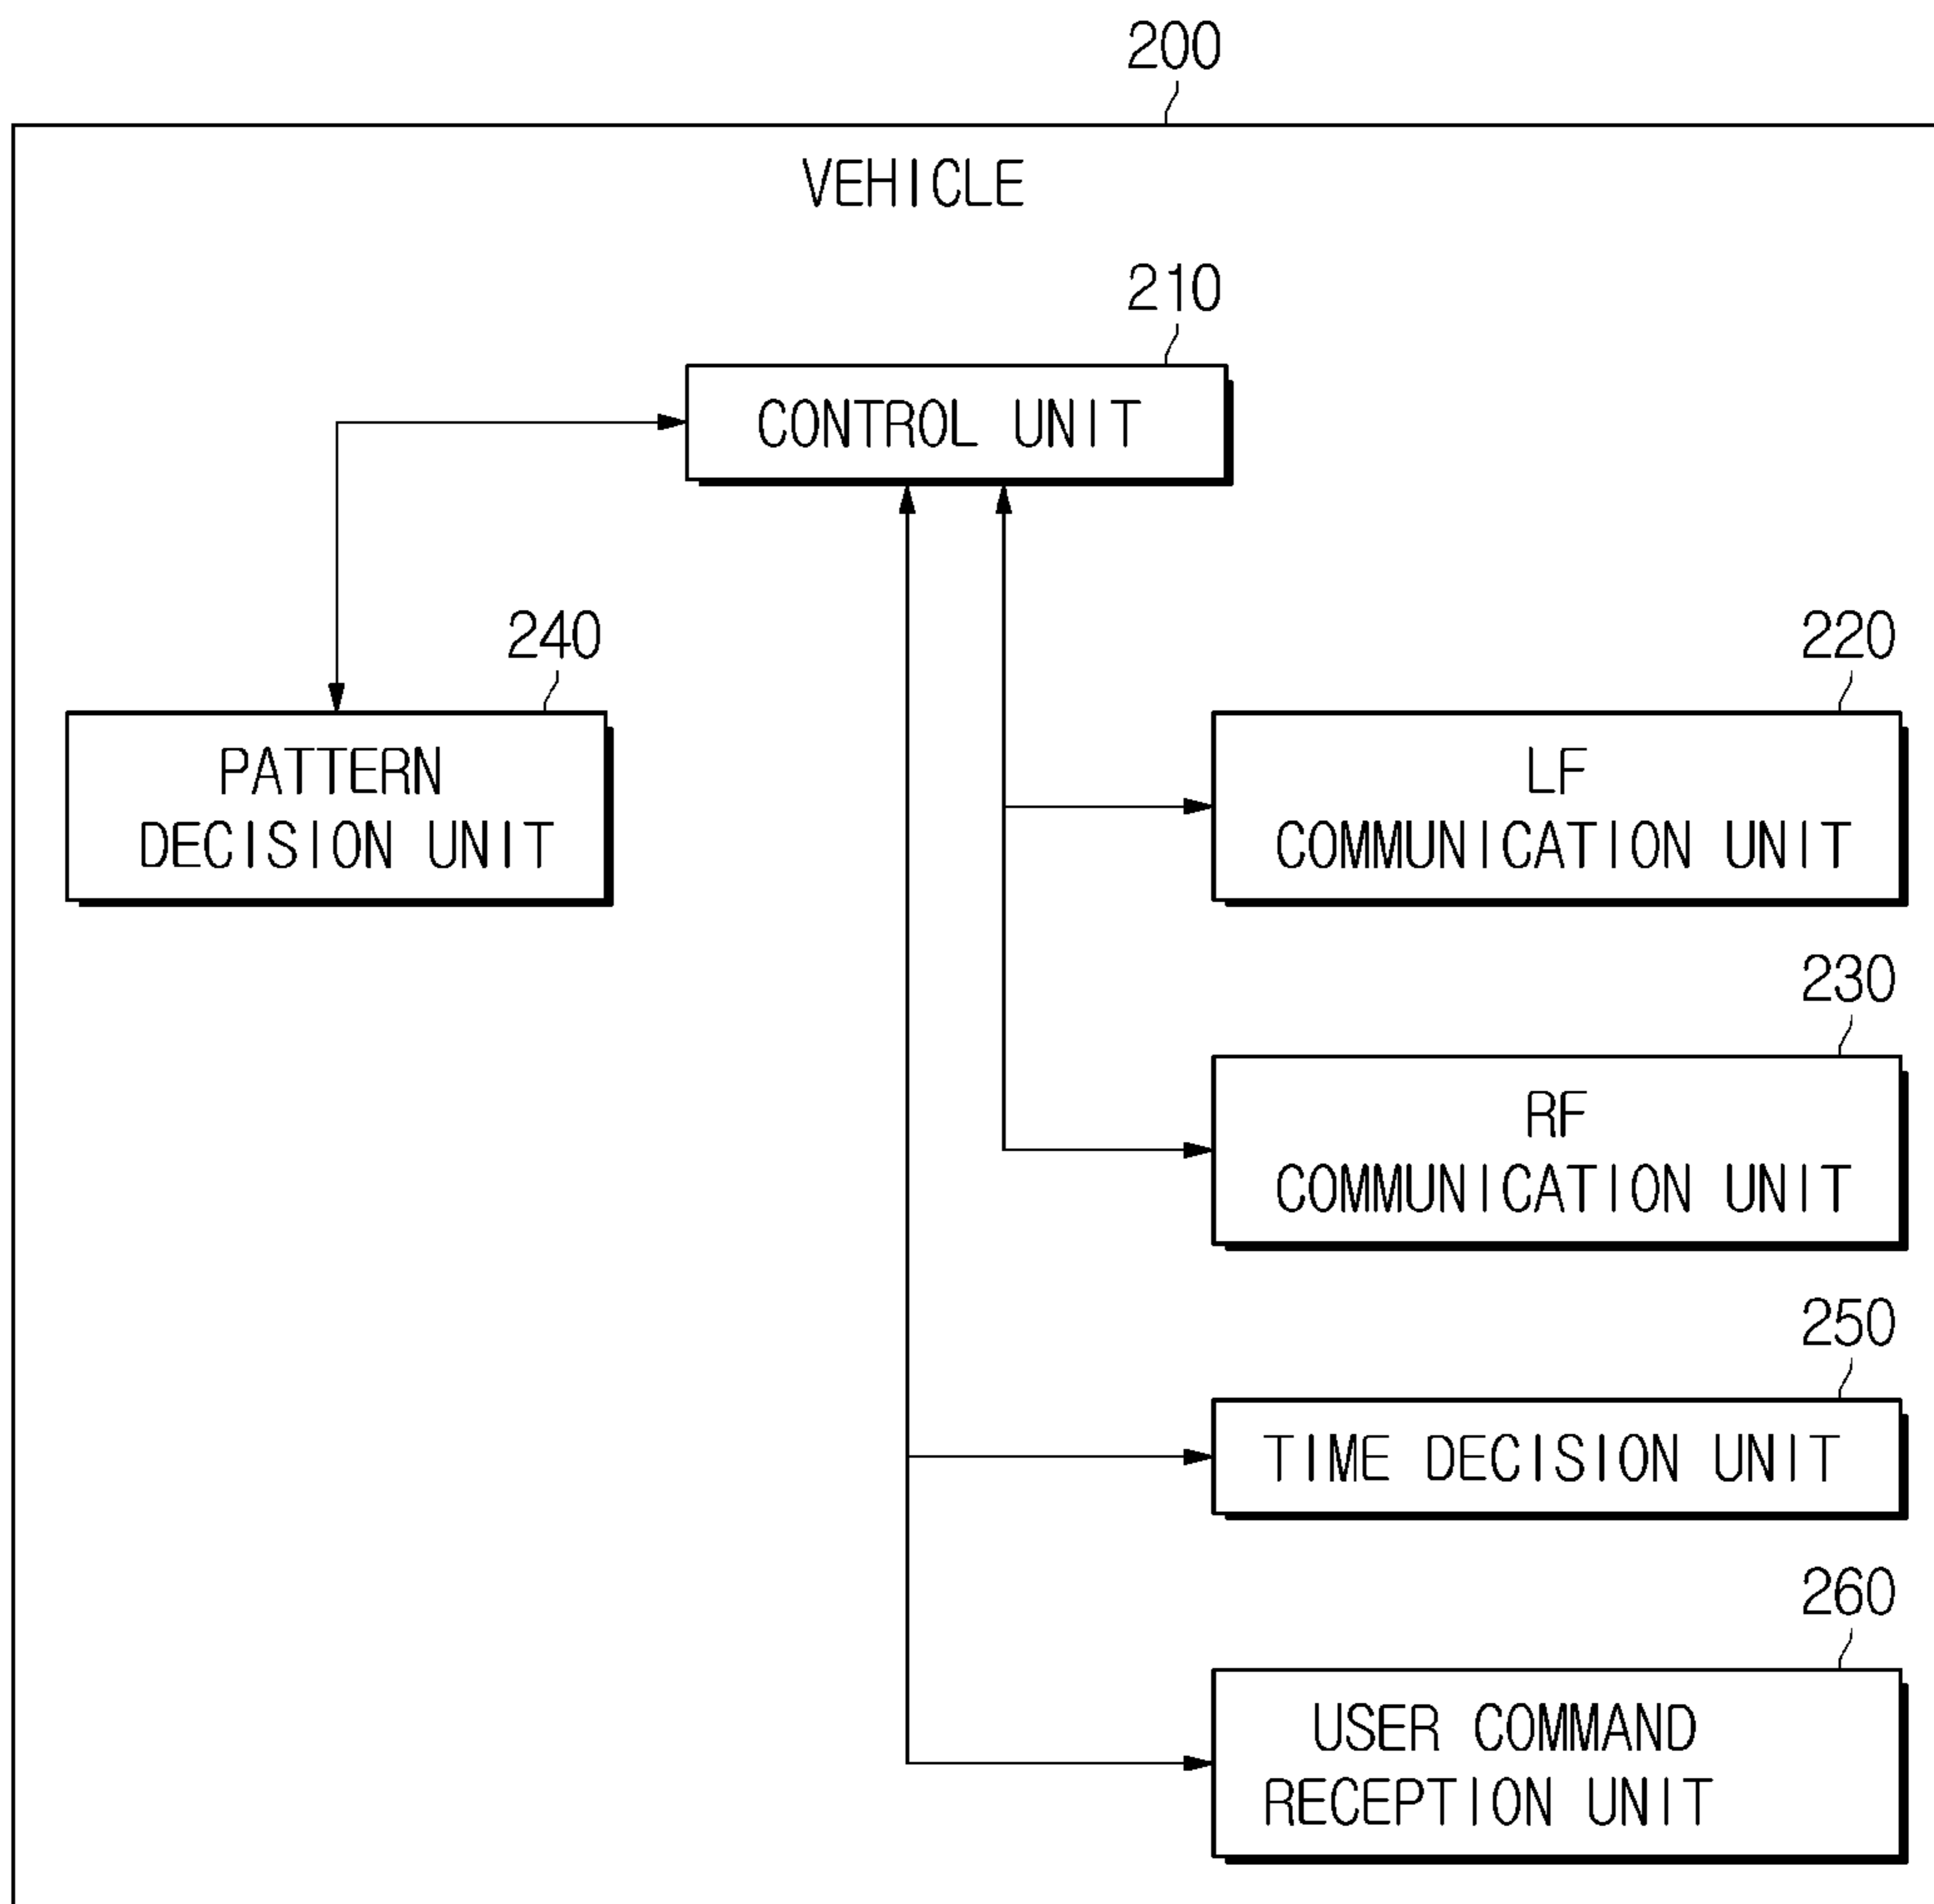 200
VEHICLE
210
CONTROL UNIT
240
PATTERN
DECISION UNIT
220
LF
COMMUNICATION UNIT
230
RF
COMMUNICATION UNIT
250
TIME DECISION UNIT
260
USER COMMAND
RECEPTION UNIT